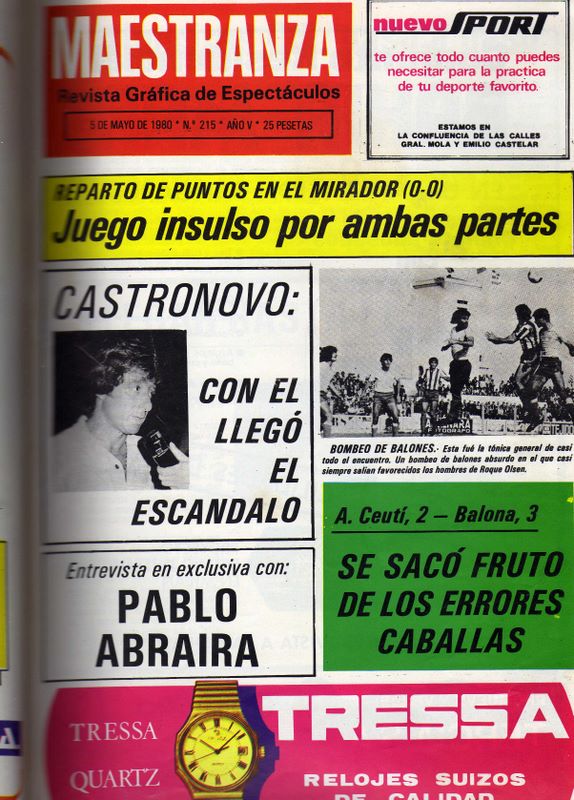 MAESTRANZA
Revista Gráfica de Espectáculos
5 DE MAYO DE 1980 * N.º 215 * AÑO V * 25 PESETAS
nuevo SPORT
te ofrece todo cuanto puedes
necesitar para la practica
de tu deporte favorito.
ESTAMOS EN
LA CONFLUENCIA DE LAS CALLES
GRAL. MOLA Y EMILIO CASTELAR
REPARTO DE PUNTOS EN EL MIRADOR (0-0)
Juego insulso por ambas partes
CASTRONOVO:
CON EL
LLEGÓ
EL
ESCANDALO
BOMBEO DE BALONES.- Esta fué la tónica general de casi
todo el encuentro. Un bombeo de balones absurdo en el que casi
siempre salían favorecidos los hombres de Roque Olsen.
Entrevista en exclusiva con:
PABLO
ABRAIRA
A. Ceutí, 2 — Balona, 3
SE SACÓ FRUTO
DE LOS ERRORES
CABALLAS
TRESSA
QUARTZ
TRESSA
RELOJES SUIZOS
DE CALIDAD